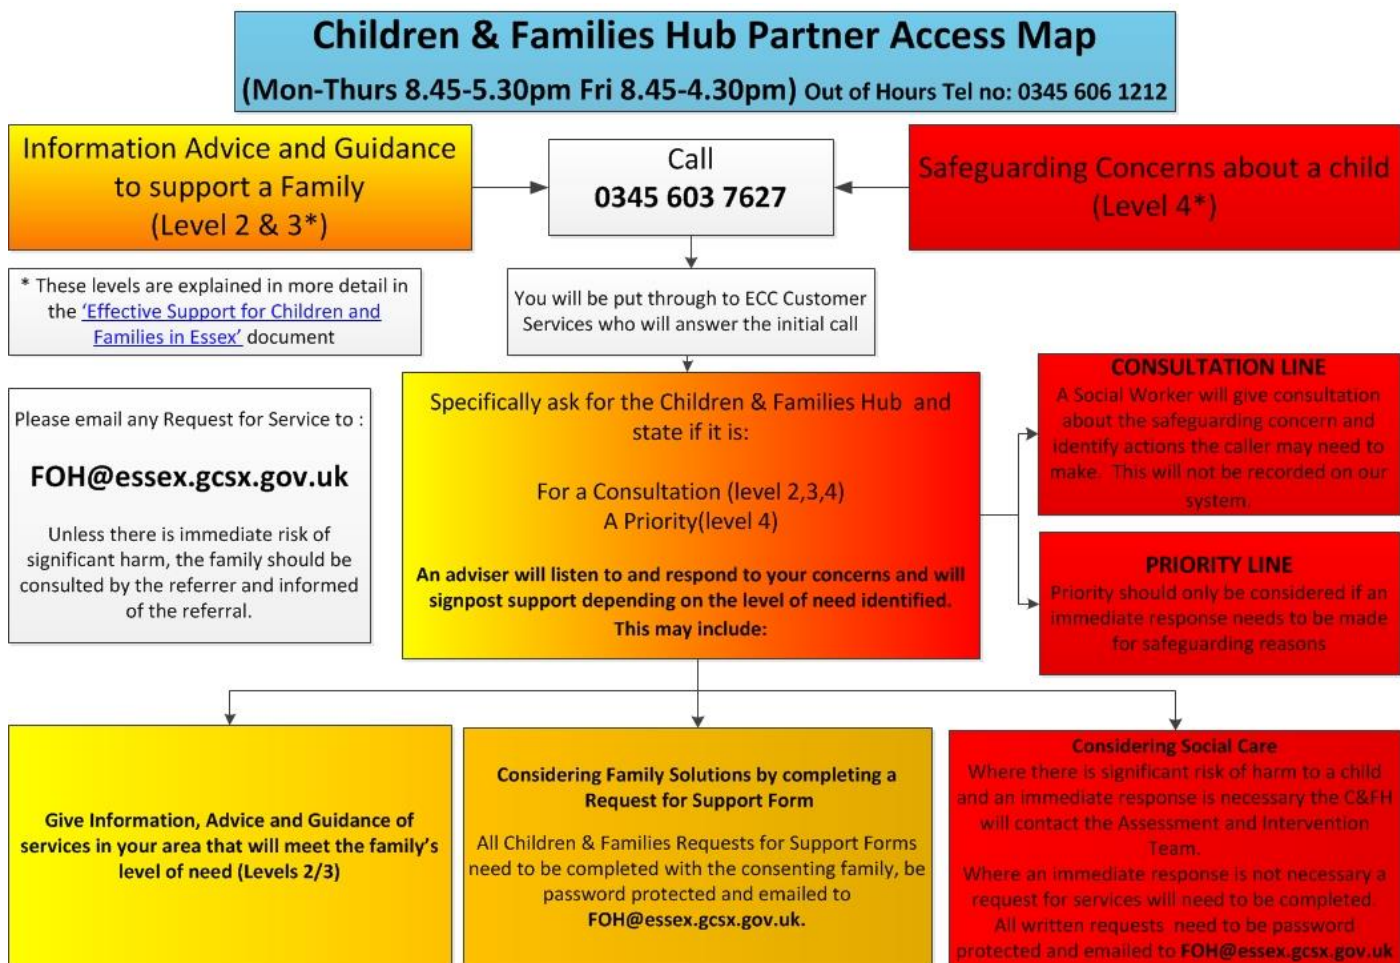 Children & Families Hub Partner Access Map
(Mon-Thurs 8.45-5.30pm Fri 8.45-4.30pm) Out of Hours Tel no: 0345 606 1212
Information Advice and Guidance
to support a Family
(Level 2 & 3*)
Call
0345 603 7627
Safeguarding Concerns about a child
(Level 4*)
* These levels are explained in more detail in
the 'Effective Support for Children and
Families in Essex' document
You will be put through to ECC Customer
Services who will answer the initial call
Please email any Request for Service to :
FOH@essex.gcsx.gov.uk
Unless there is immediate risk of
significant harm, the family should be
consulted by the referrer and informed
of the referral.
Specifically ask for the Children & Families Hub and
state if it is:
For a Consultation (level 2,3,4)
A Priority(level 4)
An adviser will listen to and respond to your concerns and will
signpost support depending on the level of need identified.
This may include:
CONSULTATION LINE
A Social Worker will give consultation
about the safeguarding concern and
identify actions the caller may need to
make. This will not be recorded on our
system.
PRIORITY LINE
Priority should only be considered if an
immediate response needs to be made
for safeguarding reasons
Give Information, Advice and Guidance of
services in your area that will meet the family's
level of need (Levels 2/3)
Considering Family Solutions by completing a
Request for Support Form
All Children & Families Requests for Support Forms
need to be completed with the consenting family, be
password protected and emailed to
FOH@essex.gcsx.gov.uk.
Considering Social Care
Where there is significant risk of harm to a child
and an immediate response is necessary the C&FH
will contact the Assessment and Intervention
Team.
Where an immediate response is not necessary a
request for services will need to be completed.
All written requests need to be password
protected and emailed to FOH@essex.gcsx.gov.uk